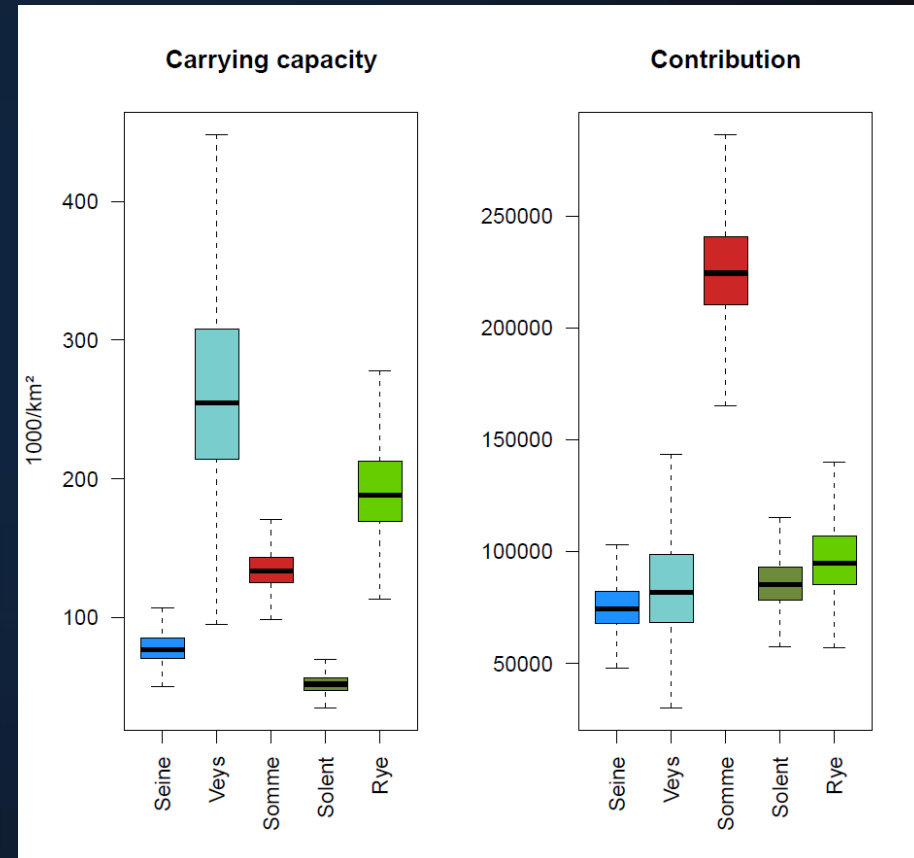 Carrying capacity
1000/km²
400
300
200
100
Seine
Veys
Somme
Solent
Rye
Contribution
250000
200000
150000
100000
50000
Seine
Veys
Somme
Solent
Rye